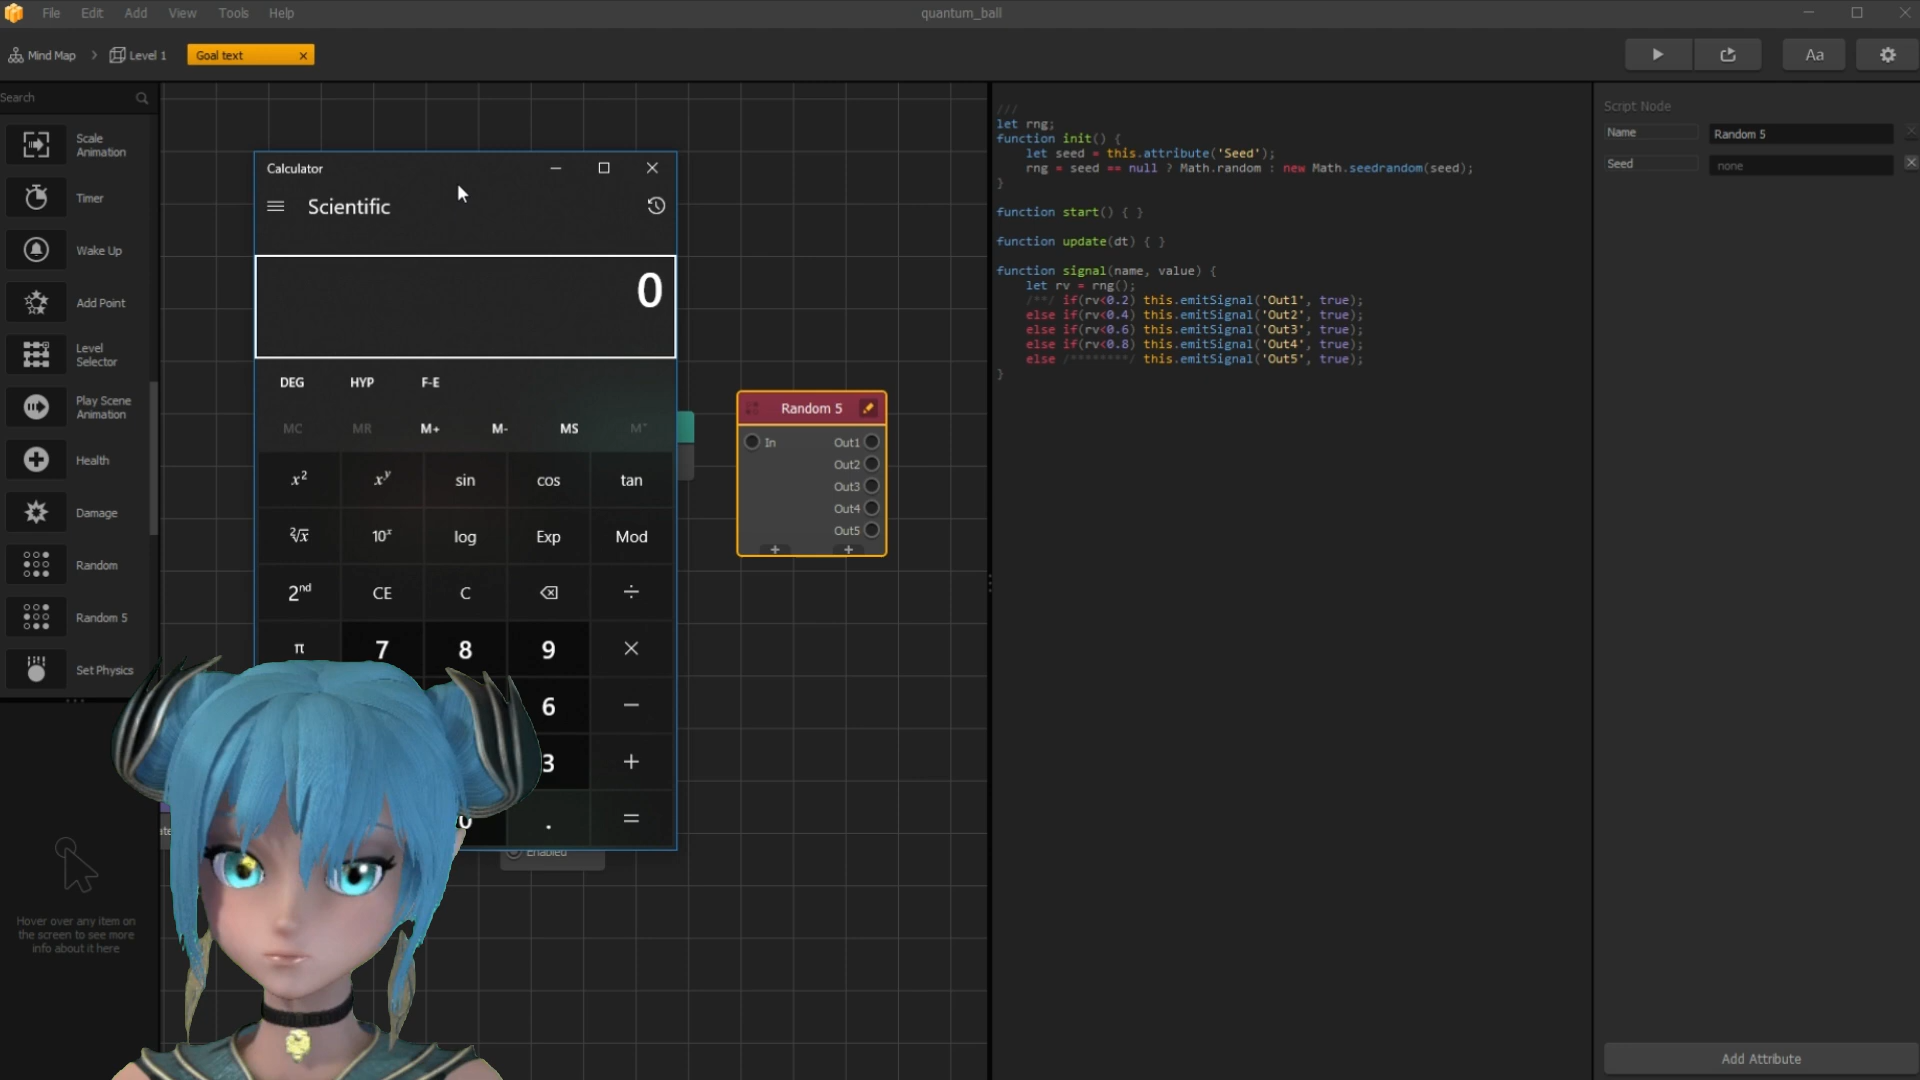 File Edit Add View Tools Help
quantum_ball
Mind Map
Level 1
Goal text
Aa
Search
Scale
Animation
Timer
Wake Up
Add Point
Level
Selector
Play Scene
Animation
Health
Damage
Random
Random 5
Set Physics
Hover over any item on
the screen to see more
info about it here
Calculator
Scientific
0
DEG HYP F-E
MC MR M+ M- MS M˅
x² xʸ sin cos tan
²√x 10ˣ log Exp Mod
2ⁿᵈ CE C ÷
π 7 8 9 ×
6 −
3 +
0 . =
Enabled
Random 5
In Out1
Out2
Out3
Out4
Out5
+ +
///
let rng;
function init() {
    let seed = this.attribute('Seed');
    rng = seed == null ? Math.random : new Math.seedrandom(seed);
}
function start() { }
function update(dt) { }
function signal(name, value) {
    let rv = rng();
    /**/ if(rv<0.2) this.emitSignal('Out1', true);
    else if(rv<0.4) this.emitSignal('Out2', true);
    else if(rv<0.6) this.emitSignal('Out3', true);
    else if(rv<0.8) this.emitSignal('Out4', true);
    else /********/ this.emitSignal('Out5', true);
}
Script Node
Name Random 5
Seed none
Add Attribute